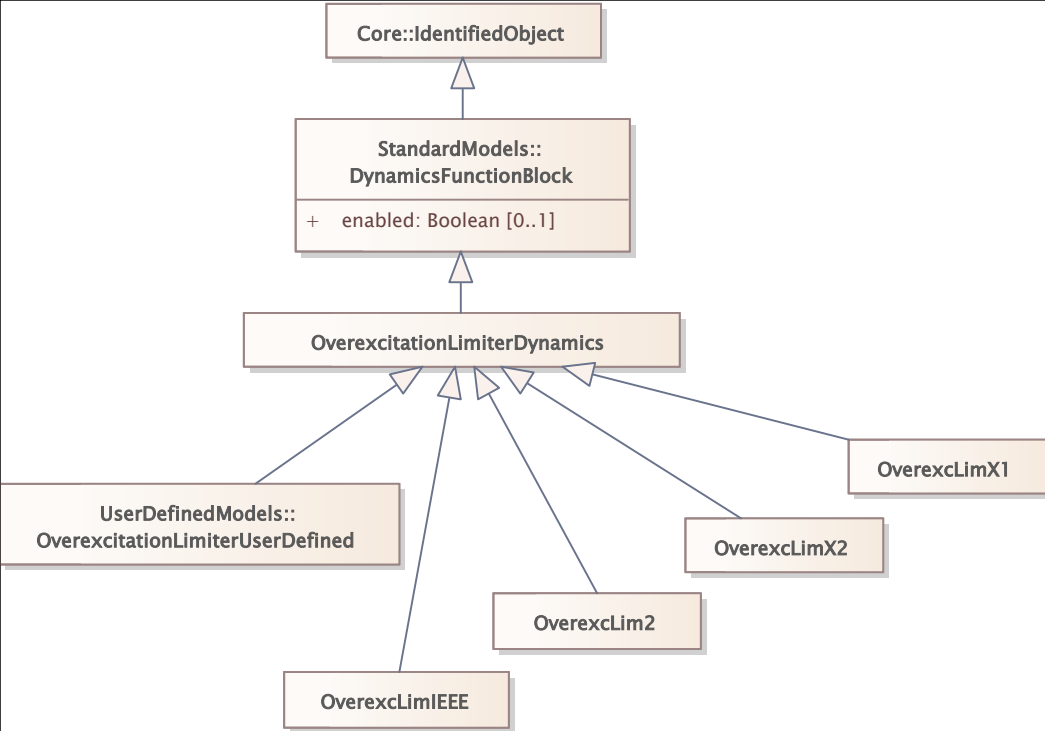 Core::IdentifiedObject
StandardModels::
DynamicsFunctionBlock
+ enabled: Boolean [0..1]
OverexcitationLimiterDynamics
OverexcLimX1
UserDefinedModels::
OverexcitationLimiterUserDefined
OverexcLimX2
OverexcLim2
OverexcLimIEEE